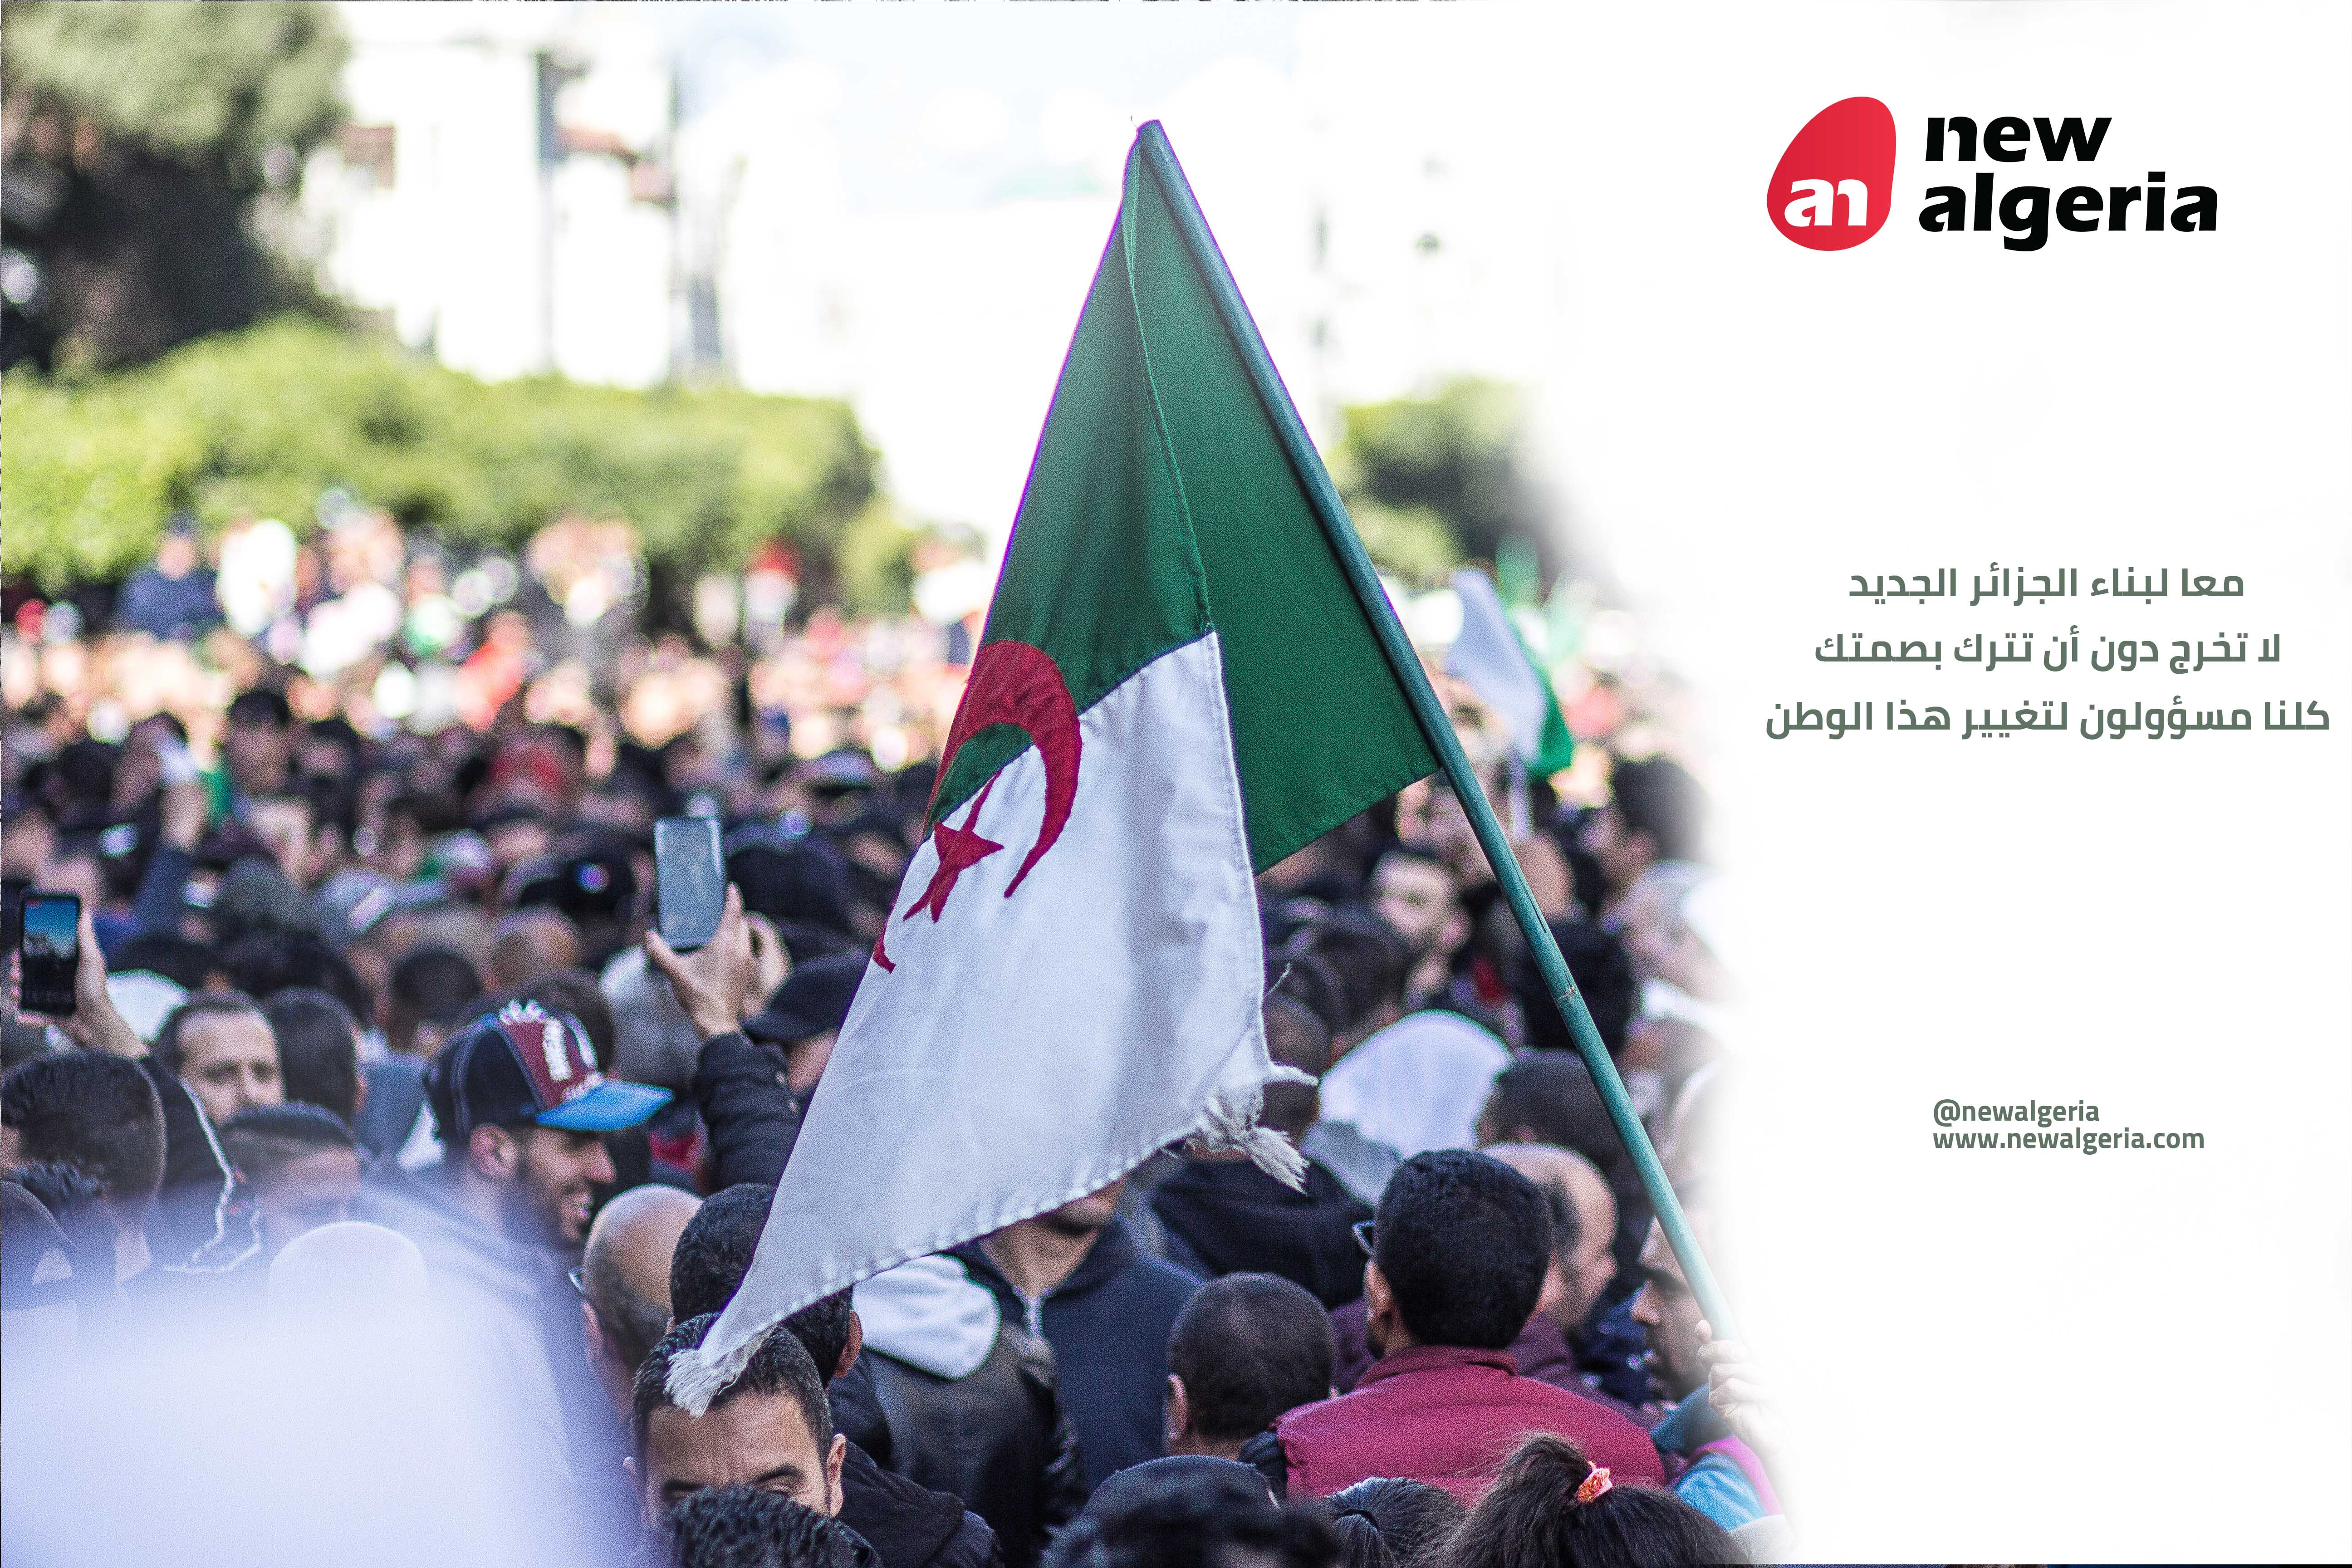 new
algeria
an
معا لبناء الجزائر الجديد
لا تخرج دون أن تترك بصمتك
كلنا مسؤولون لتغيير هذا الوطن
@newalgeria
www.newalgeria.com